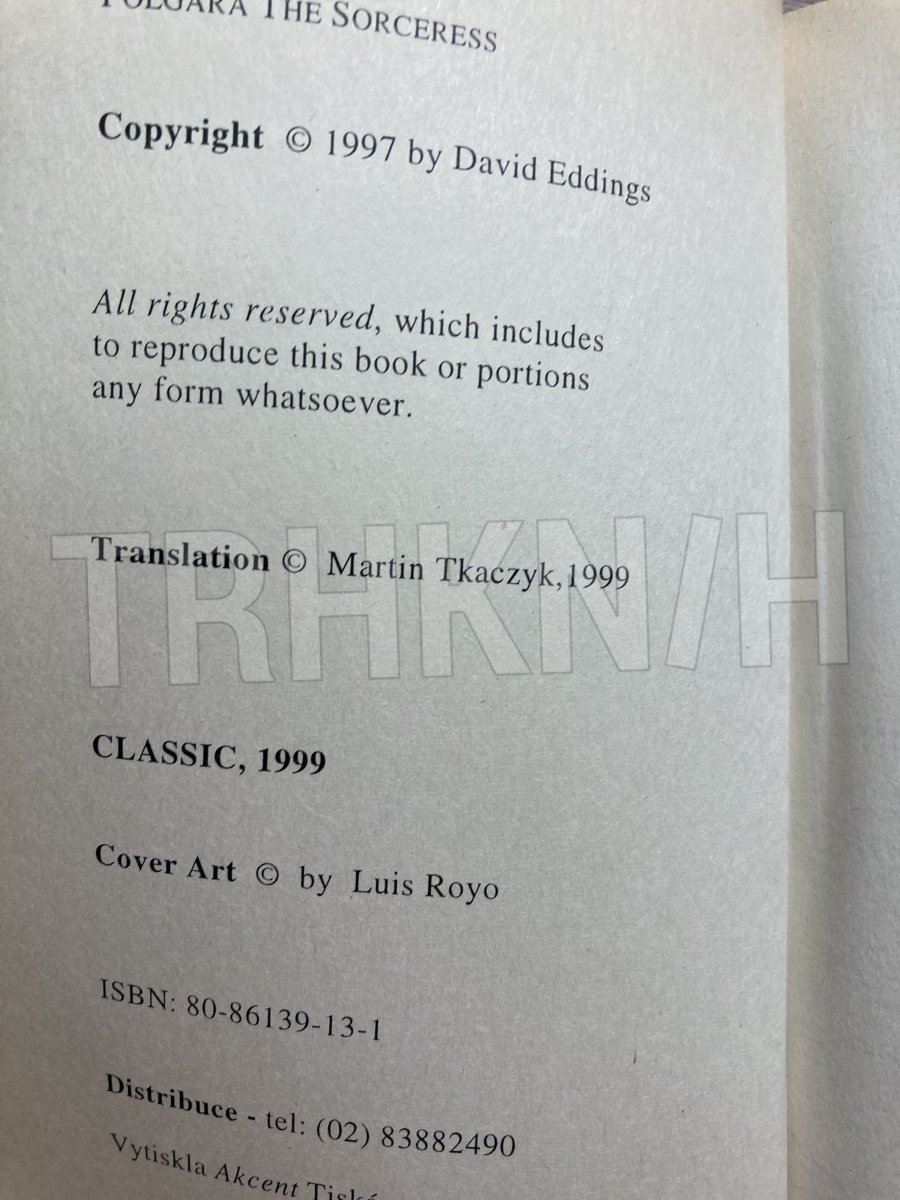 POLGARA THE SORCERESS
Copyright © 1997 by David Eddings
All rights reserved, which includes
to reproduce this book or portions
any form whatsoever.
Translation © Martin Tkaczyk,1999
TRHKN/H
CLASSIC, 1999
Cover Art © by Luis Royo
ISBN: 80-86139-13-1
Distribuce - tel: (02) 83882490
Vytiskla Akcent